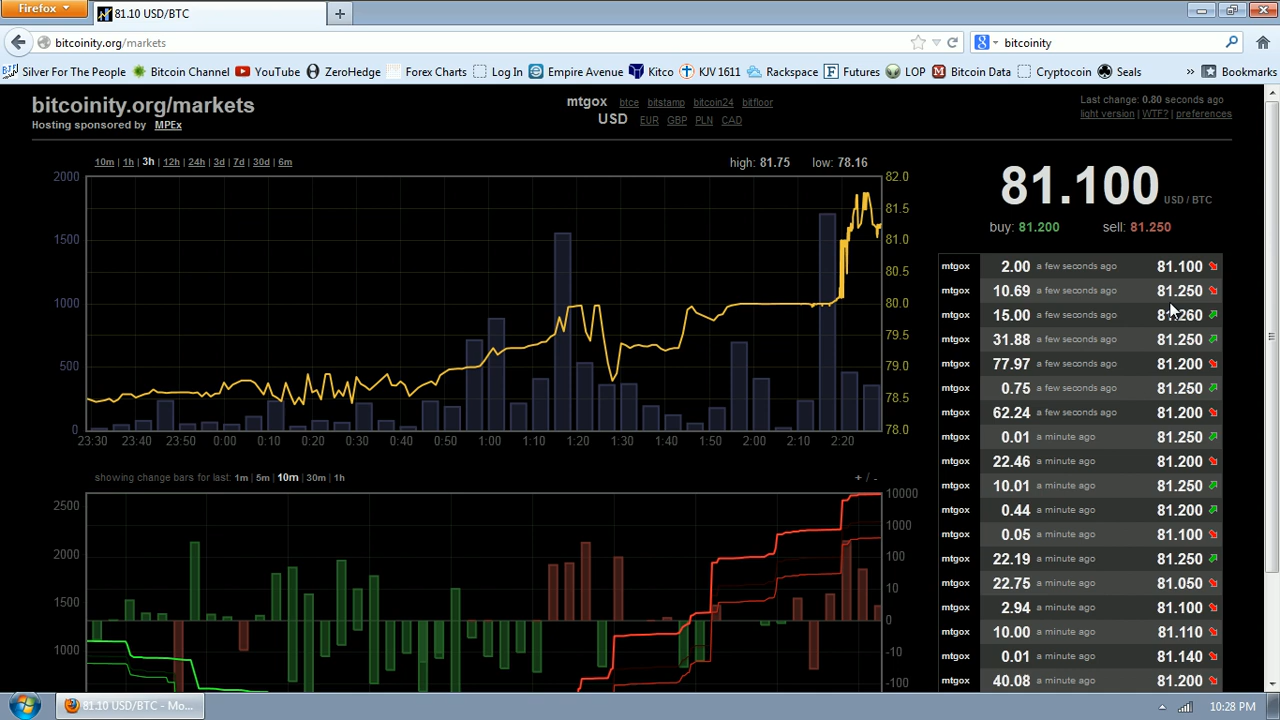 Firefox
81.10 USD/BTC
bitcoinity.org/markets
bitcoinity
Silver For The People Bitcoin Channel YouTube ZeroHedge Forex Charts Log In Empire Avenue Kitco KJV 1611 Rackspace Futures LOP Bitcoin Data Cryptocoin Seals » Bookmarks
bitcoinity.org/markets
Hosting sponsored by MPEx
mtgox btce bitstamp bitcoin24 bitfloor
USD EUR GBP PLN CAD
Last change: 0.80 seconds ago
light version | WTF? | preferences
10m | 1h | 3h | 12h | 24h | 3d | 7d | 30d | 6m
high: 81.75 low: 78.16
2000
1500
1000
500
0
82.0
81.5
81.0
80.5
80.0
79.5
79.0
78.5
78.0
23:30 23:40 23:50 0:00 0:10 0:20 0:30 0:40 0:50 1:00 1:10 1:20 1:30 1:40 1:50 2:00 2:10 2:20
81.100 USD / BTC
buy: 81.200 sell: 81.250
mtgox 2.00 a few seconds ago 81.100
mtgox 10.69 a few seconds ago 81.250
mtgox 15.00 a few seconds ago 81.260
mtgox 31.88 a few seconds ago 81.250
mtgox 77.97 a few seconds ago 81.200
mtgox 0.75 a few seconds ago 81.250
mtgox 62.24 a few seconds ago 81.200
mtgox 0.01 a minute ago 81.250
mtgox 22.46 a minute ago 81.200
mtgox 10.01 a minute ago 81.250
mtgox 0.44 a minute ago 81.200
mtgox 0.05 a minute ago 81.100
mtgox 22.19 a minute ago 81.250
mtgox 22.75 a minute ago 81.050
mtgox 2.94 a minute ago 81.100
mtgox 10.00 a minute ago 81.110
mtgox 0.01 a minute ago 81.140
mtgox 40.08 a minute ago 81.200
showing change bars for last: 1m | 5m | 10m | 30m | 1h
+ / -
2500
2000
1500
1000
10000
1000
100
10
0
-10
-100
81.10 USD/BTC - Mo...
10:28 PM